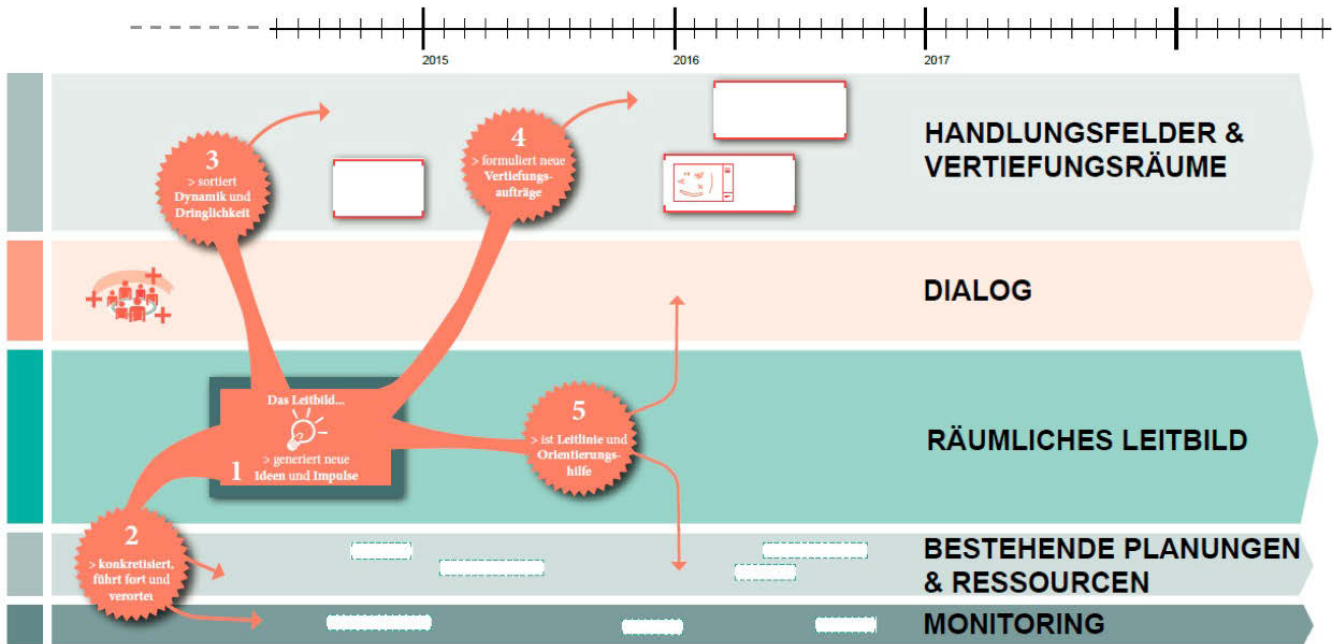 2015
2016
2017
HANDLUNGSFELDER &
VERTIEFUNGSRÄUME
3
> sortiert
Dynamik und
Dringlichkeit
4
> formuliert neue
Vertiefungs-
aufträge
DIALOG
RÄUMLICHES LEITBILD
Das Leitbild...
1
> generiert neue
Ideen und Impulse
5
> ist Leitlinie und
Orientierungs-
hilfe
BESTEHENDE PLANUNGEN
& RESSOURCEN
2
> konkretisiert,
führt fort und
verortet
MONITORING